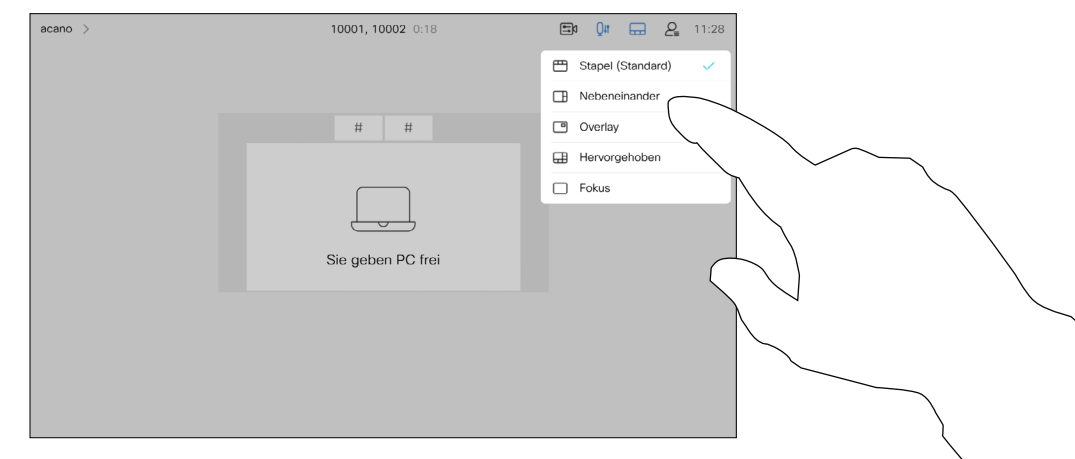 acano >
10001, 10002 0:18
11:28
Stapel (Standard)
Nebeneinander
Overlay
Hervorgehoben
Fokus
# #
Sie geben PC frei